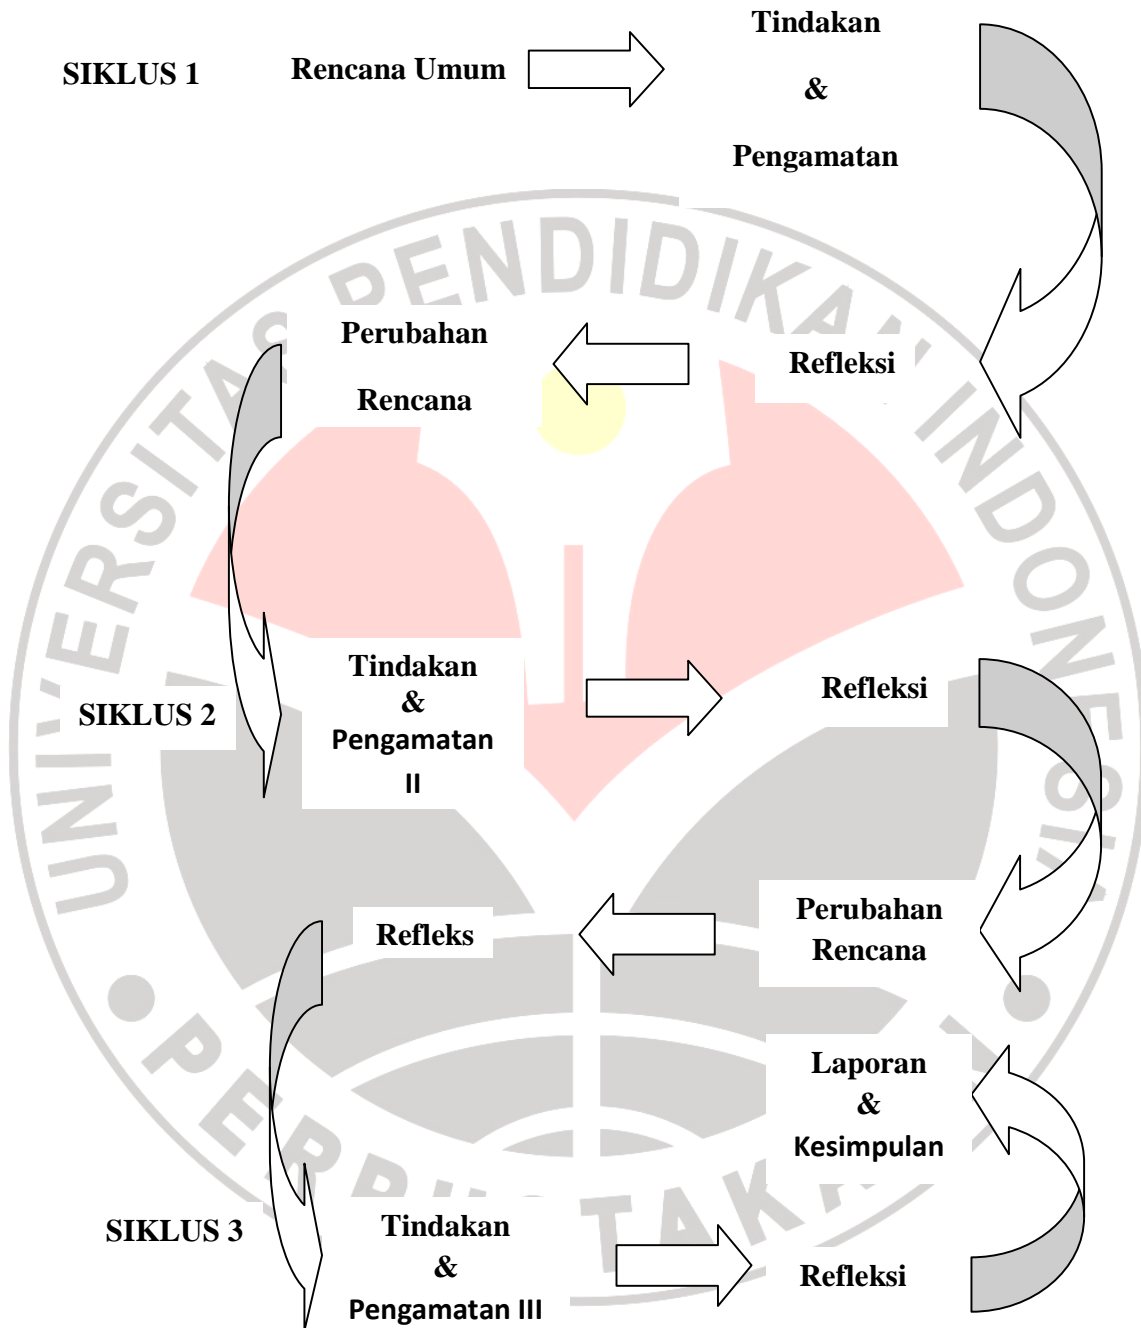 SIKLUS 1
Rencana Umum
Tindakan
&
Pengamatan
Perubahan
Rencana
Refleksi
SIKLUS 2
Tindakan
&
Pengamatan
II
Refleksi
Refleks
Perubahan
Rencana
Laporan
&
Kesimpulan
SIKLUS 3
Tindakan
&
Pengamatan III
Refleksi
UNIVERSITAS PENDIDIKAN INDONESIA
PERPUSTAKAAN